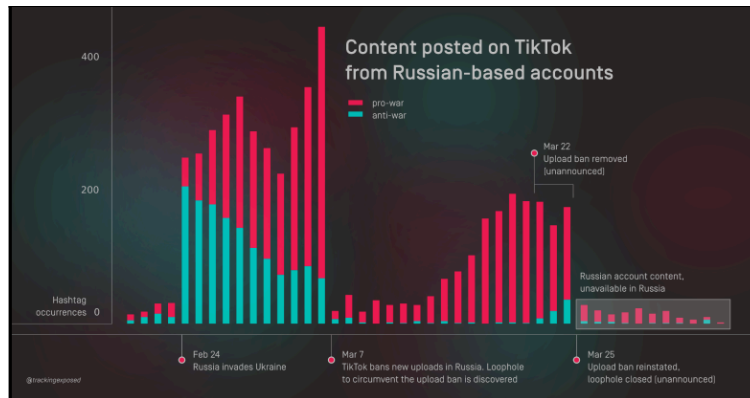 Content posted on TikTok
from Russian-based accounts
pro-war
anti-war
400
200
Hashtag
occurrences 0
Mar 22
Upload ban removed
(unannounced)
Russian account content,
unavailable in Russia
Feb 24
Russia invades Ukraine
Mar 7
TikTok bans new uploads in Russia. Loophole
to circumvent the upload ban is discovered
Mar 25
Upload ban reinstated,
loophole closed (unannounced)
@trackingexposed